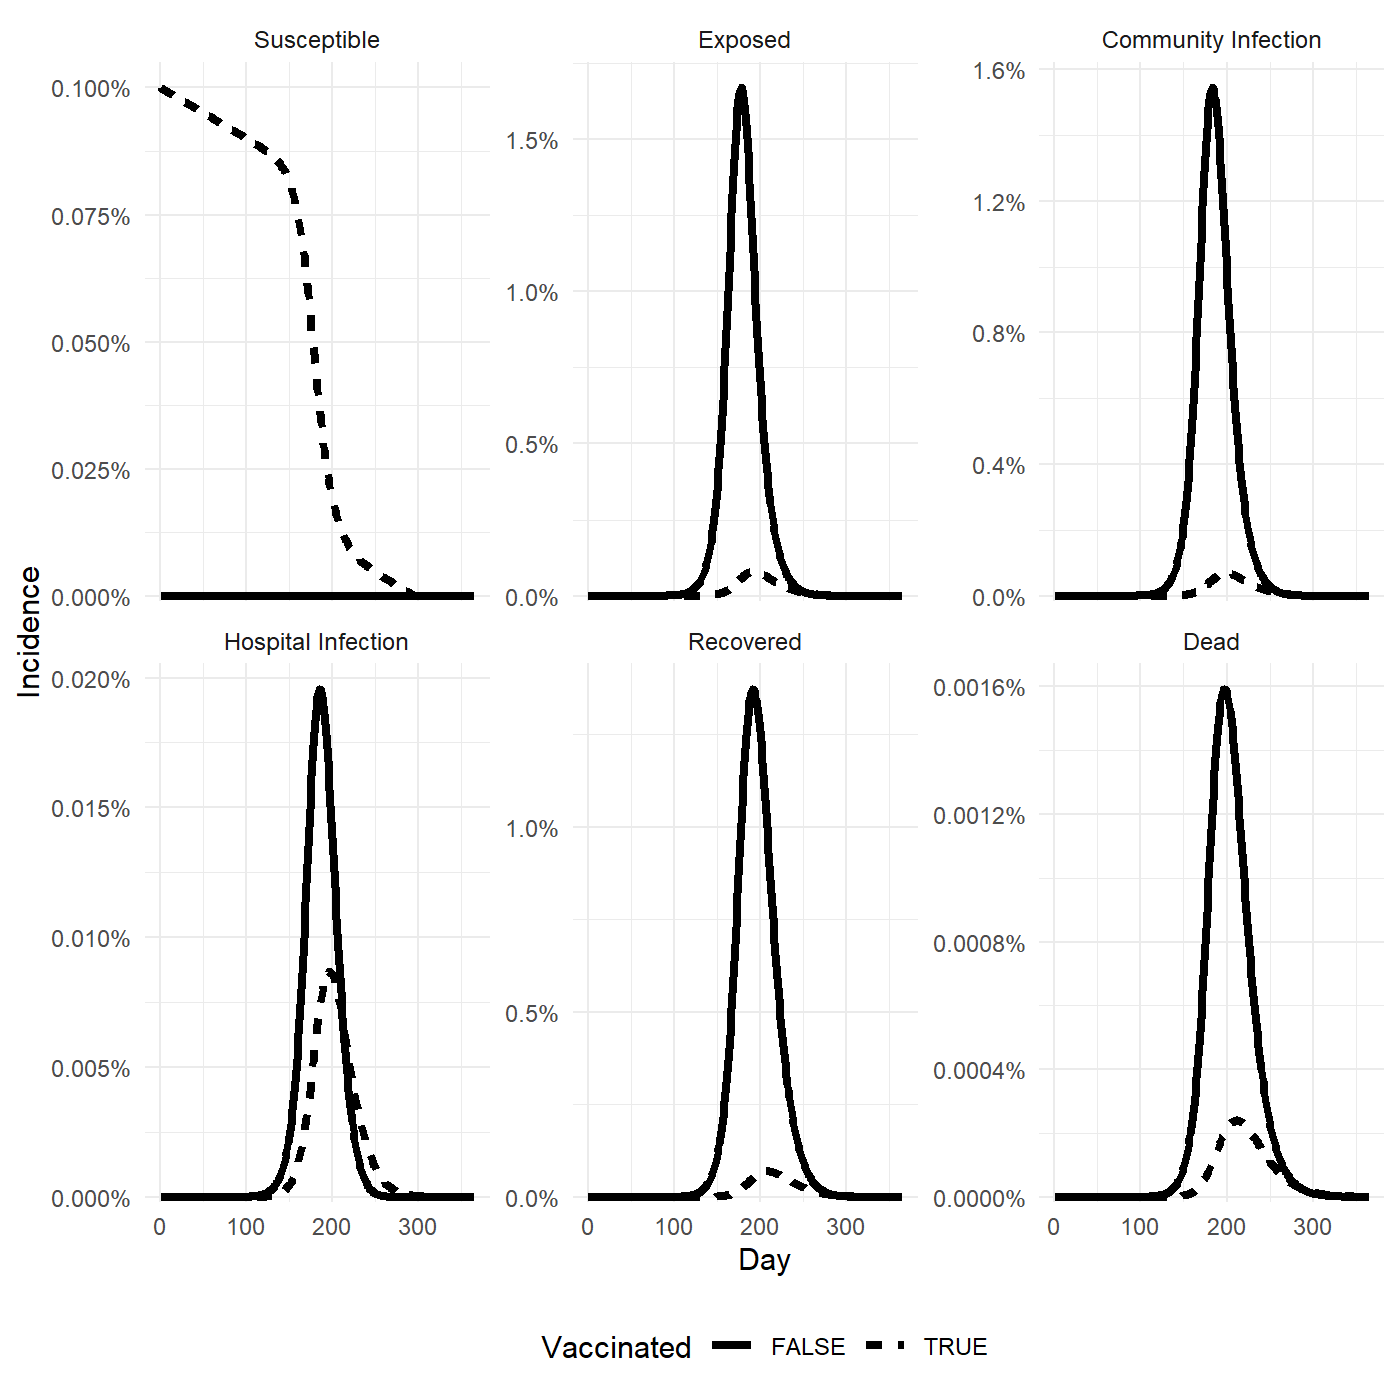 Susceptible
Exposed
Community Infection
0.100%
0.075%
0.050%
0.025%
0.000%
1.5%
1.0%
0.5%
0.0%
1.6%
1.2%
0.8%
0.4%
0.0%
Incidence
Hospital Infection
Recovered
Dead
0.020%
0.015%
0.010%
0.005%
0.000%
1.0%
0.5%
0.0%
0.0016%
0.0012%
0.0008%
0.0004%
0.0000%
0 100 200 300
0 100 200 300
0 100 200 300
Day
Vaccinated FALSE TRUE